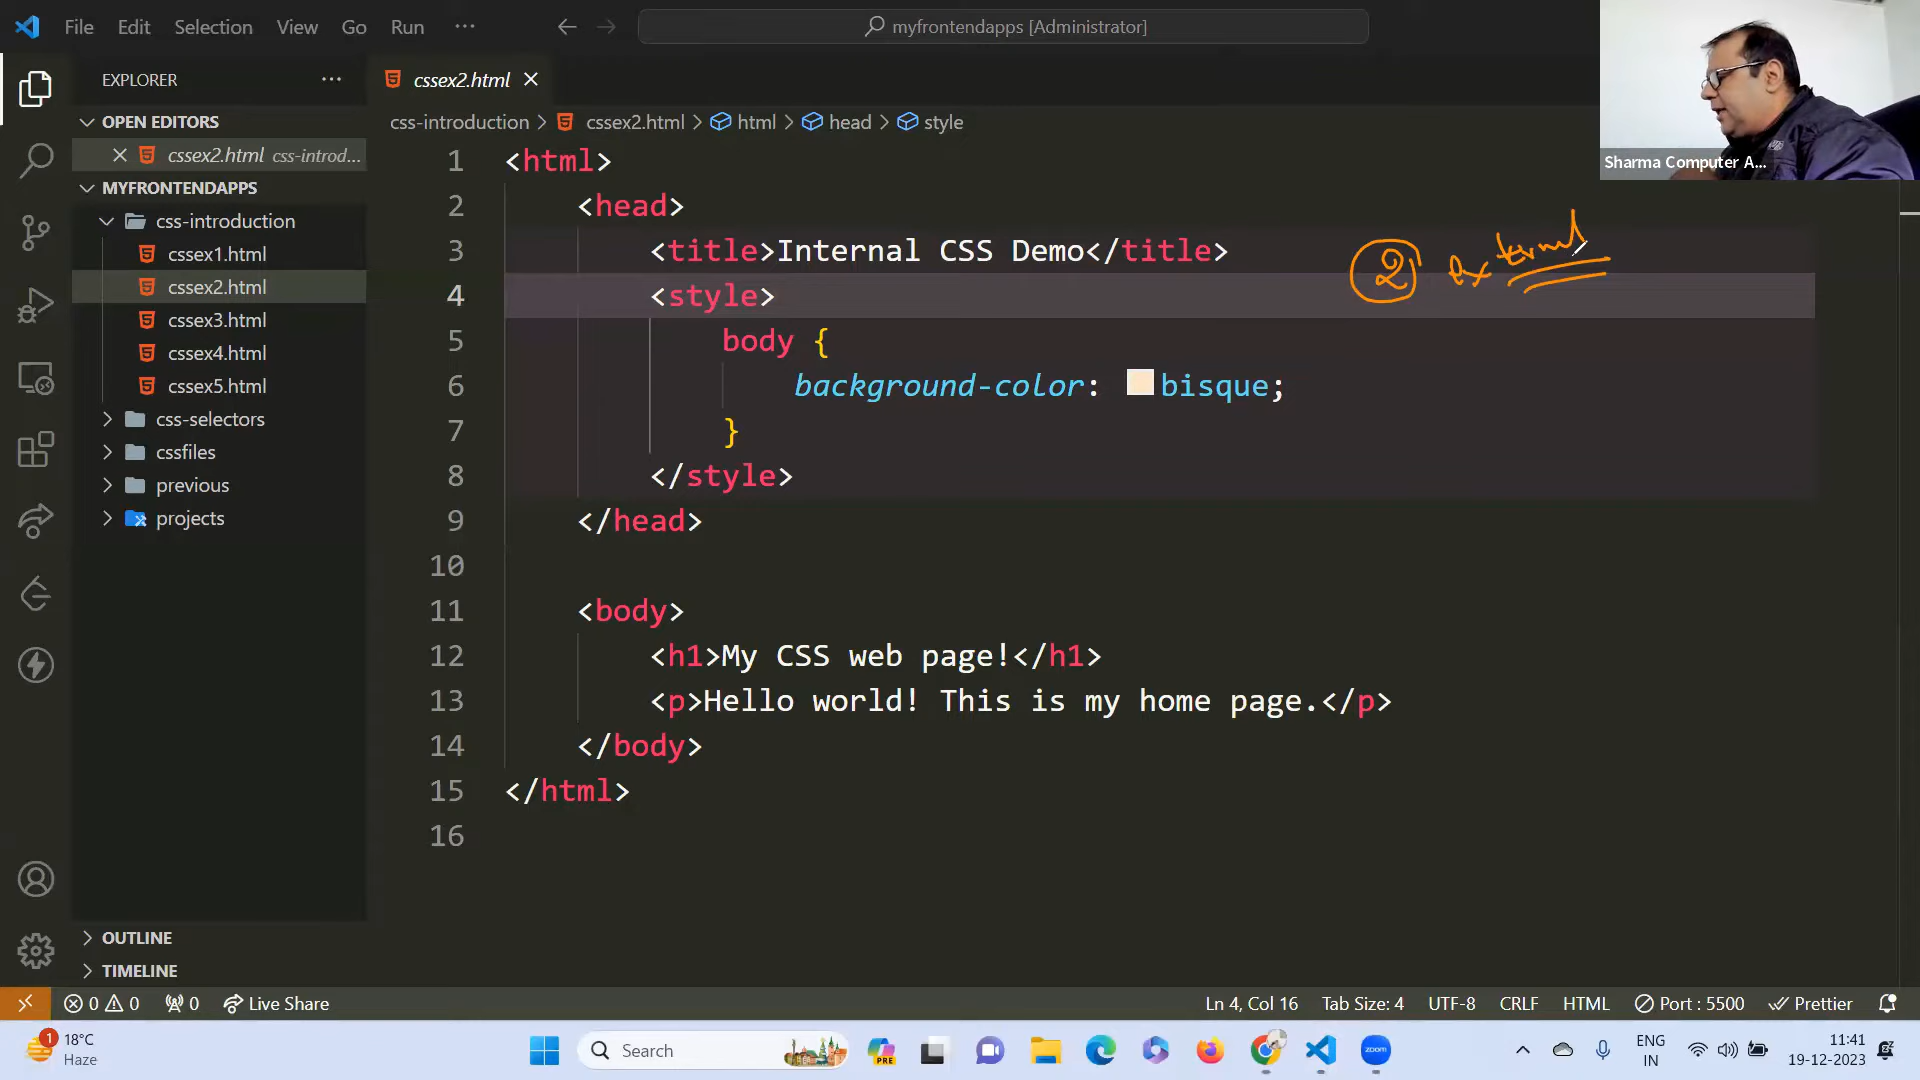 File Edit Selection View Go Run ···
myfrontendapps [Administrator]
EXPLORER ···
cssex2.html
OPEN EDITORS
cssex2.html css-introd...
MYFRONTENDAPPS
css-introduction
cssex1.html
cssex2.html
cssex3.html
cssex4.html
cssex5.html
css-selectors
cssfiles
previous
projects
OUTLINE
TIMELINE
css-introduction > cssex2.html > html > head > style
1 <html>
2 <head>
3 <title>Internal CSS Demo</title>
4 <style>
5 body {
6 background-color: bisque;
7 }
8 </style>
9 </head>
10
11 <body>
12 <h1>My CSS web page!</h1>
13 <p>Hello world! This is my home page.</p>
14 </body>
15 </html>
16
2 external
Sharma Computer A...
0 0 0 Live Share
Ln 4, Col 16 Tab Size: 4 UTF-8 CRLF HTML Port : 5500 Prettier
1
18°C
Haze
Search
PRE
zoom
ENG
IN
11:41
19-12-2023